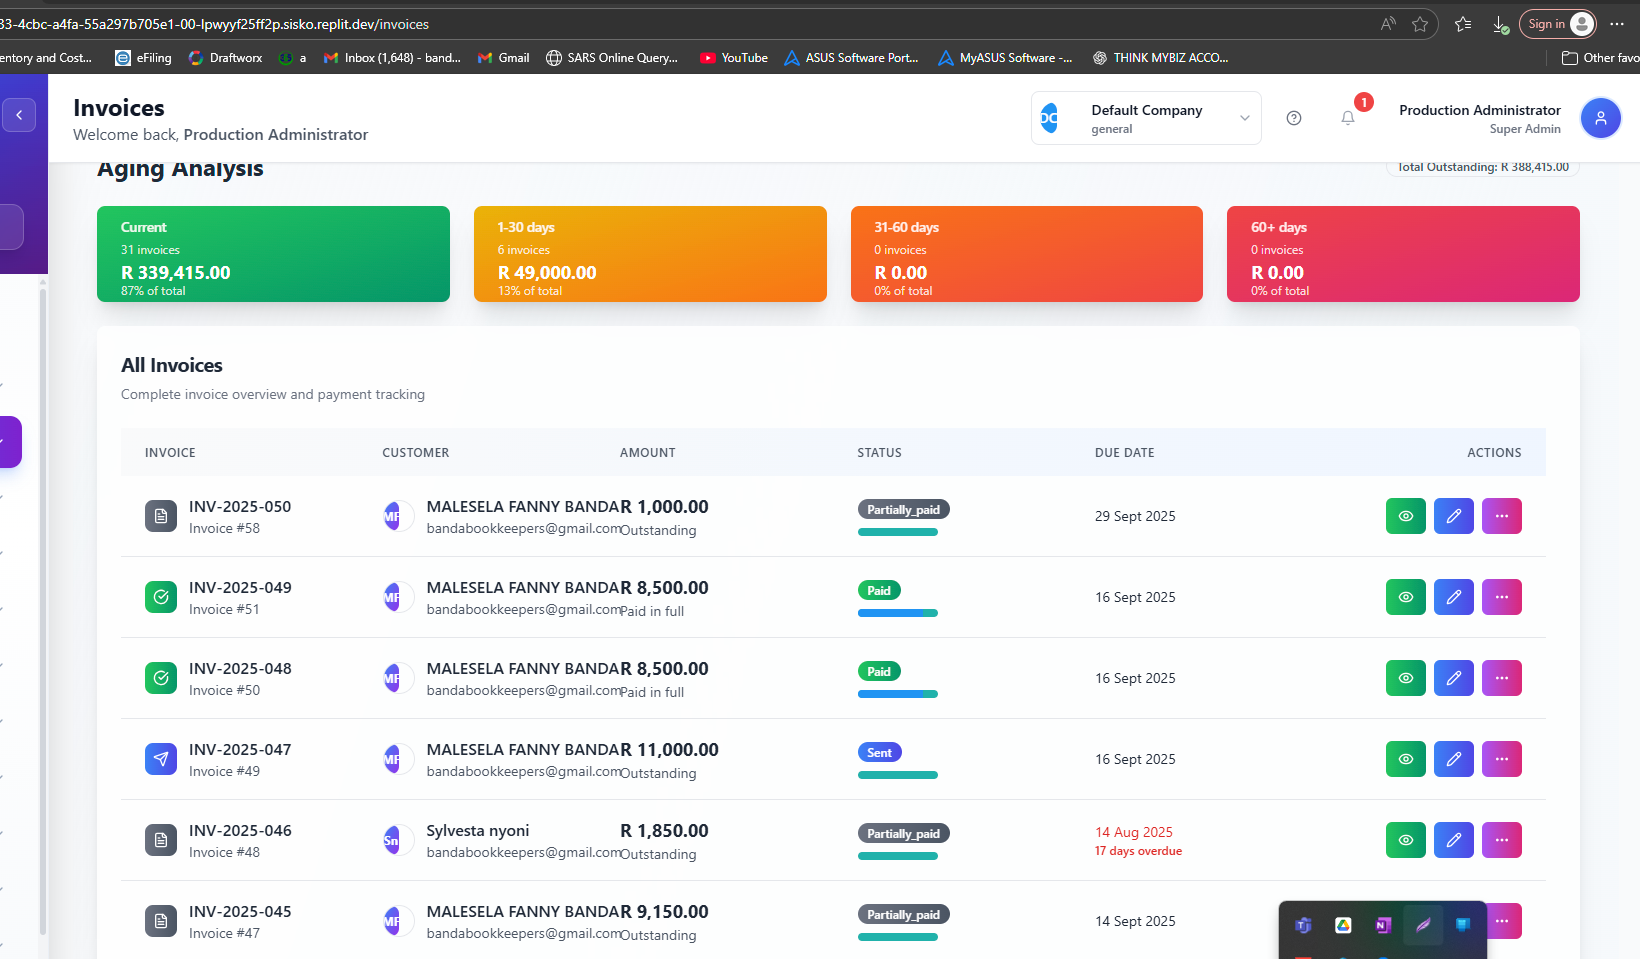 33-4cbc-a4fa-55a297b705e1-00-lpwyyf25ff2p.sisko.replit.dev/invoices
Sign in
entory and Cost...
eFiling
Draftworx
a
Inbox (1,648) - band...
Gmail
SARS Online Query...
YouTube
ASUS Software Port...
MyASUS Software -...
THINK MYBIZ ACCO...
Other favo
Invoices
Welcome back, Production Administrator
DC
Default Company
general
1
Production Administrator
Super Admin
Aging Analysis
Total Outstanding: R 388,415.00
Current
31 invoices
R 339,415.00
87% of total
1-30 days
6 invoices
R 49,000.00
13% of total
31-60 days
0 invoices
R 0.00
0% of total
60+ days
0 invoices
R 0.00
0% of total
All Invoices
Complete invoice overview and payment tracking
INVOICE CUSTOMER AMOUNT STATUS DUE DATE ACTIONS
INV-2025-050
Invoice #58
MF
MALESELA FANNY BANDA
bandabookkeepers@gmail.com
R 1,000.00
Outstanding
Partially_paid
29 Sept 2025
INV-2025-049
Invoice #51
MF
MALESELA FANNY BANDA
bandabookkeepers@gmail.com
R 8,500.00
Paid in full
Paid
16 Sept 2025
INV-2025-048
Invoice #50
MF
MALESELA FANNY BANDA
bandabookkeepers@gmail.com
R 8,500.00
Paid in full
Paid
16 Sept 2025
INV-2025-047
Invoice #49
MF
MALESELA FANNY BANDA
bandabookkeepers@gmail.com
R 11,000.00
Outstanding
Sent
16 Sept 2025
INV-2025-046
Invoice #48
Sn
Sylvesta nyoni
bandabookkeepers@gmail.com
R 1,850.00
Outstanding
Partially_paid
14 Aug 2025
17 days overdue
INV-2025-045
Invoice #47
MF
MALESELA FANNY BANDA
bandabookkeepers@gmail.com
R 9,150.00
Outstanding
Partially_paid
14 Sept 2025